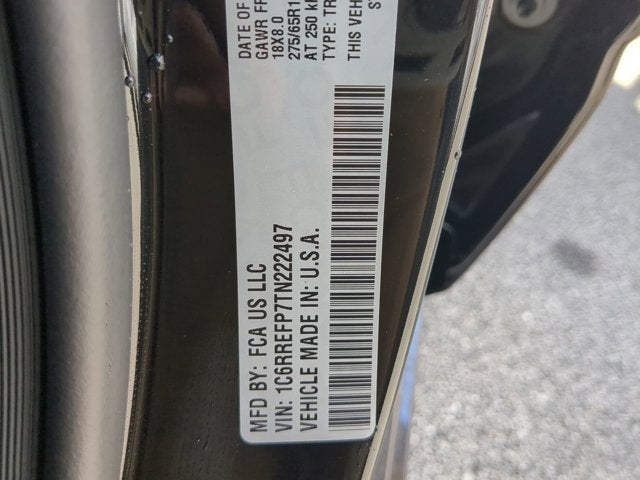 DATE OF
GAWR FR
18X8.0
275/65R1
AT 250 k
TYPE: TR
THIS VEH
MFD BY: FCA US LLC
VIN: 1C6RREFP7TN222497
VEHICLE MADE IN: U.S.A.